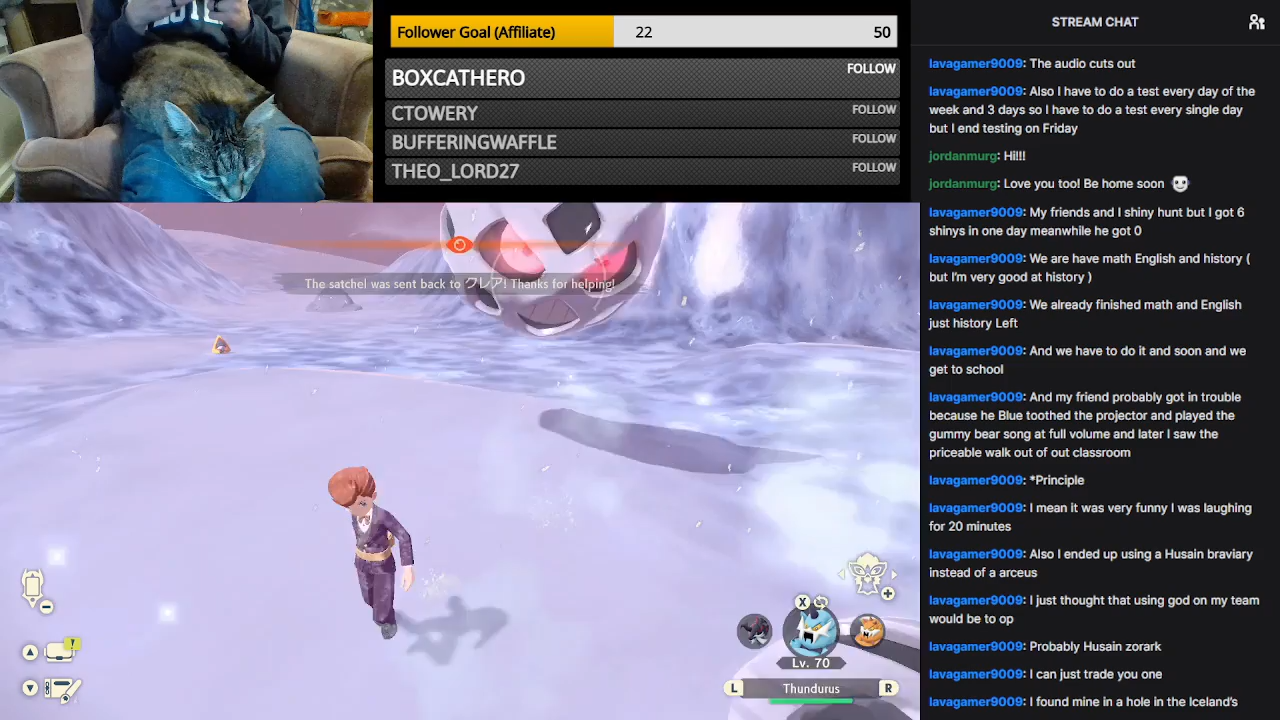 Follower Goal (Affiliate)
22
50
BOXCATHERO
FOLLOW
CTOWERY
FOLLOW
BUFFERINGWAFFLE
FOLLOW
THEO_LORD27
FOLLOW
The satchel was sent back to クレア! Thanks for helping!
X
Lv. 70
L
Thundurus
R
STREAM CHAT
lavagamer9009: The audio cuts out
lavagamer9009: Also I have to do a test every day of the
week and 3 days so I have to do a test every single day
but I end testing on Friday
jordanmurg: Hi!!!
jordanmurg: Love you too! Be home soon
lavagamer9009: My friends and I shiny hunt but I got 6
shinys in one day meanwhile he got 0
lavagamer9009: We are have math English and history (
but I'm very good at history )
lavagamer9009: We already finished math and English
just history Left
lavagamer9009: And we have to do it and soon and we
get to school
lavagamer9009: And my friend probably got in trouble
because he Blue toothed the projector and played the
gummy bear song at full volume and later I saw the
priceable walk out of out classroom
lavagamer9009: *Principle
lavagamer9009: I mean it was very funny I was laughing
for 20 minutes
lavagamer9009: Also I ended up using a Husain braviary
instead of a arceus
lavagamer9009: I just thought that using god on my team
would be to op
lavagamer9009: Probably Husain zorark
lavagamer9009: I can just trade you one
lavagamer9009: I found mine in a hole in the Iceland's